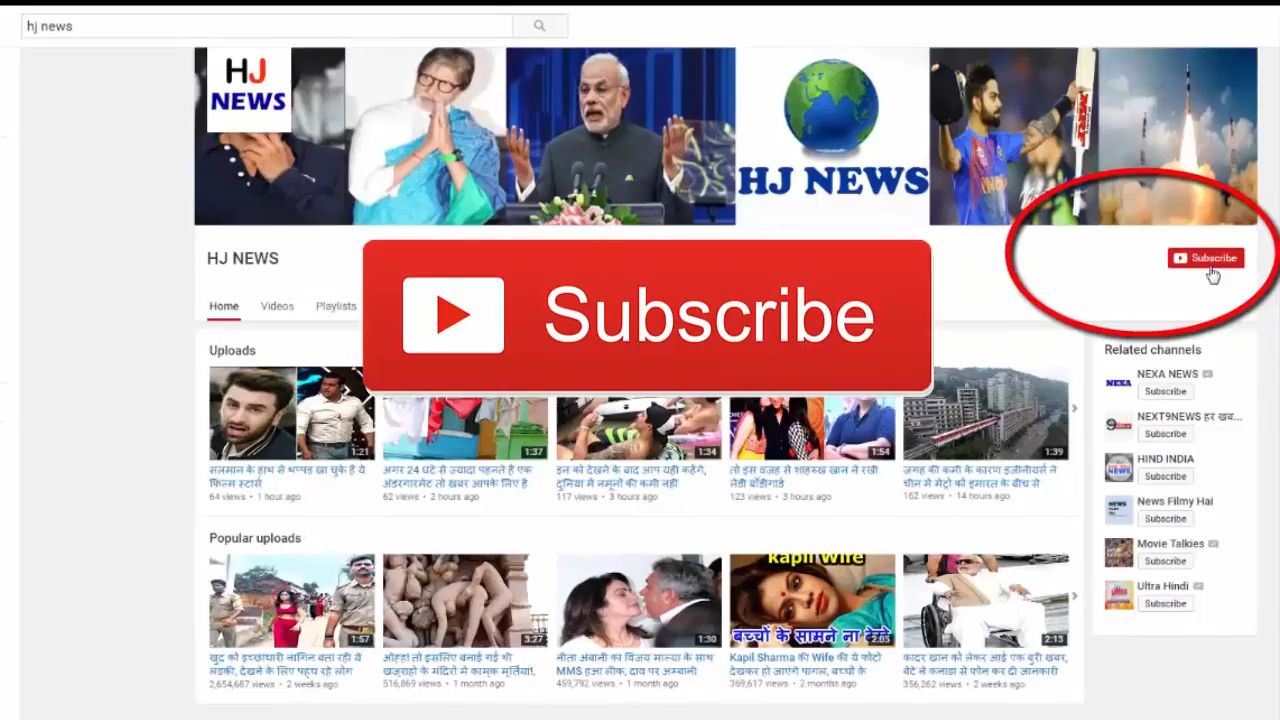 hj news
HJ
NEWS
HJ NEWS
HJ NEWS
Subscribe
Subscribe
Home Videos Playlists
Uploads
1:21
1:37
1:34
1:54
1:39
सलमान के हाथ से थप्पड़ खा चुके हैं ये
फिल्म स्टार्स
64 views • 1 hour ago
अगर 24 घंटे से ज्यादा पहनते हैं एक
अंडरगारमेंट तो खबर आपके लिए है
62 views • 2 hours ago
इन को देखने के बाद आप यही कहेंगे,
दुनिया में नमूनों की कमी नहीं
117 views • 3 hours ago
तो इस वजह से शाहरुख खान ने रखी
लेडी बॉडीगार्ड
123 views • 3 hours ago
जगह की कमी के कारण इंजीनियर्स ने
चीन में मेट्रो को इमारत के बीच से
162 views • 14 hours ago
Popular uploads
1:57
3:27
1:30
kapil Wife
बच्चों के सामने ना देखें
2:05
2:13
खुद को इच्छाधारी नागिन बता रही ये
लड़की, देखने के लिए पहुंच रहे लोग
2,654,687 views • 2 weeks ago
ओहहा तो इसलिए बनाई गई थी
खजुराहो के मंदिरों में कामुक मूर्तियां!,
516,869 views • 1 month ago
नीता अंबानी का विजय माल्या के साथ
MMS हुआ लीक, दाव पर अम्बानी
459,792 views • 1 month ago
Kapil Sharma की Wife की ये फोटो
देखकर हो जाएंगे पागल, बच्चों के
369,617 views • 2 months ago
कादर खान को लेकर आई एक बुरी खबर,
बेटे ने कनाडा से फोन कर दी जानकारी
356,262 views • 2 weeks ago
Related channels
NEXA
NEXA NEWS
Subscribe
NEXT9NEWS हर खब...
Subscribe
HIND INDIA
Subscribe
News Filmy Hai
Subscribe
Movie Talkies
Subscribe
Ultra Hindi
Subscribe